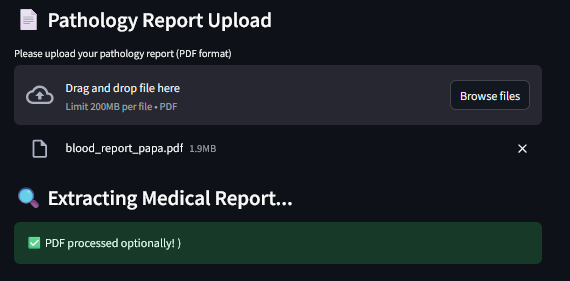 Pathology Report Upload
Please upload your pathology report (PDF format)
Drag and drop file here
Limit 200MB per file • PDF
Browse files
blood_report_papa.pdf 1.9MB
Extracting Medical Report...
PDF processed optionally! )